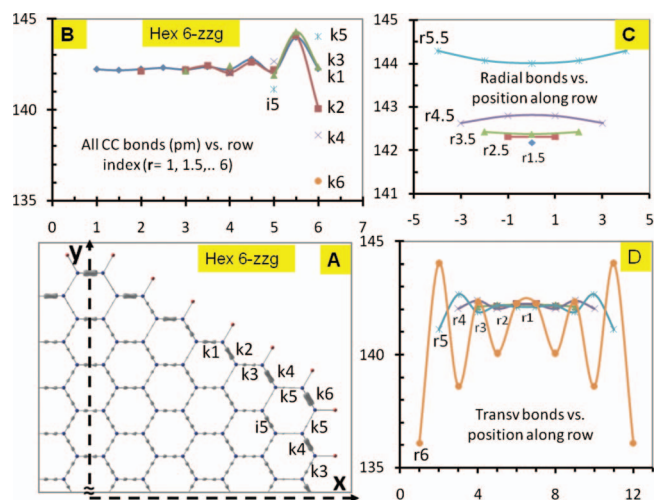 B
Hex 6-zzg
145
140
135
0
1
2
3
4
5
6
7
k5
k3
k1
k2
k4
k6
i5
All CC bonds (pm) vs. row
index (r= 1, 1.5,.. 6)
C
145
144
143
142
141
-5
-3
-1
1
3
5
r5.5
Radial bonds vs.
position along row
r4.5
r3.5
r2.5
r1.5
y
Hex 6-zzg
A
k1
k2
k3
k4
k5
k6
i5
k5
k4
k3
≈
x
D
145
140
135
0
2
4
6
8
10
12
r5
r4
r3
r2
r1
Transv bonds vs.
position along row
r6